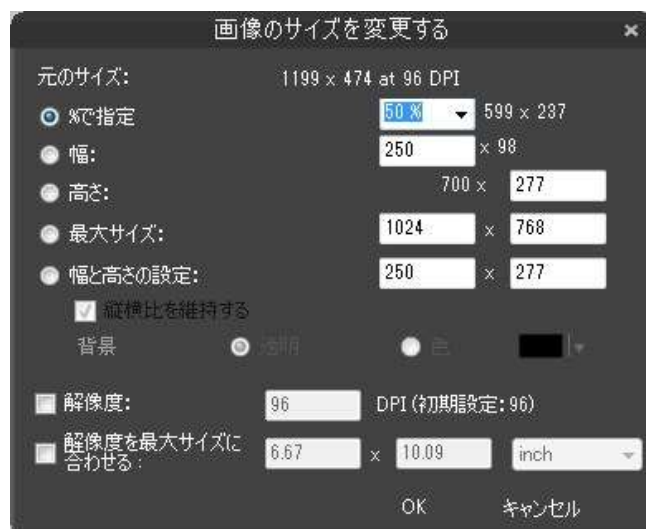 画像のサイズを変更する
元のサイズ: 1199 x 474 at 96 DPI
%で指定 50 % 599 x 237
幅: 250 x 98
高さ: 700 x 277
最大サイズ: 1024 x 768
幅と高さの設定: 250 x 277
縦横比を維持する
背景 透明 色
解像度: 96 DPI (初期設定: 96)
解像度を最大サイズに
合わせる: 6.67 x 10.09 inch
OK キャンセル